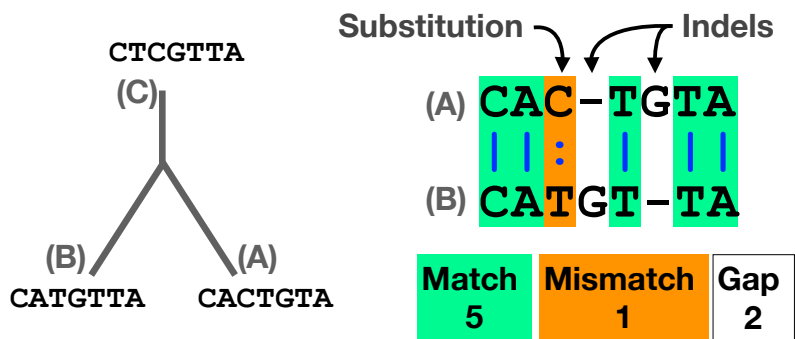 CTCGTTA
(C)
(B)
(A)
CATGTTA CACTGTA
Substitution Indels
(A) CAC-TGTA
(B) CATGT-TA
Match Mismatch Gap
5 1 2